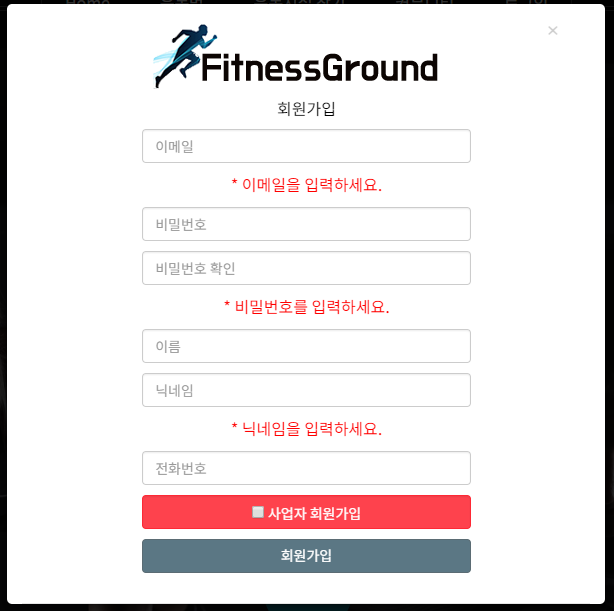 ×
FitnessGround
회원가입
이메일
* 이메일을 입력하세요.
비밀번호
비밀번호 확인
* 비밀번호를 입력하세요.
이름
닉네임
* 닉네임을 입력하세요.
전화번호
사업자 회원가입
회원가입